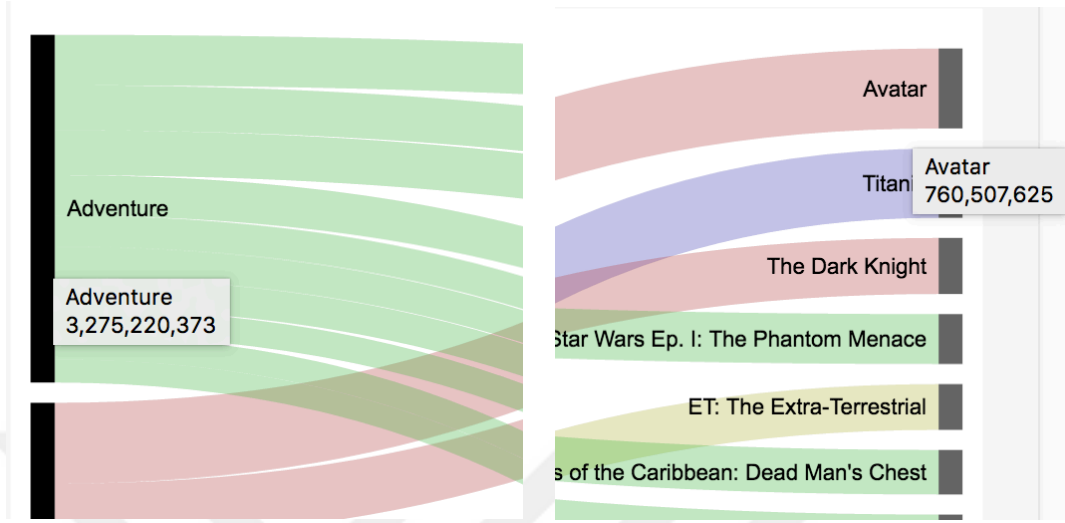 Adventure
Adventure
3,275,220,373
Avatar
Avatar
760,507,625
Titani
The Dark Knight
Star Wars Ep. I: The Phantom Menace
ET: The Extra-Terrestrial
s of the Caribbean: Dead Man's Chest